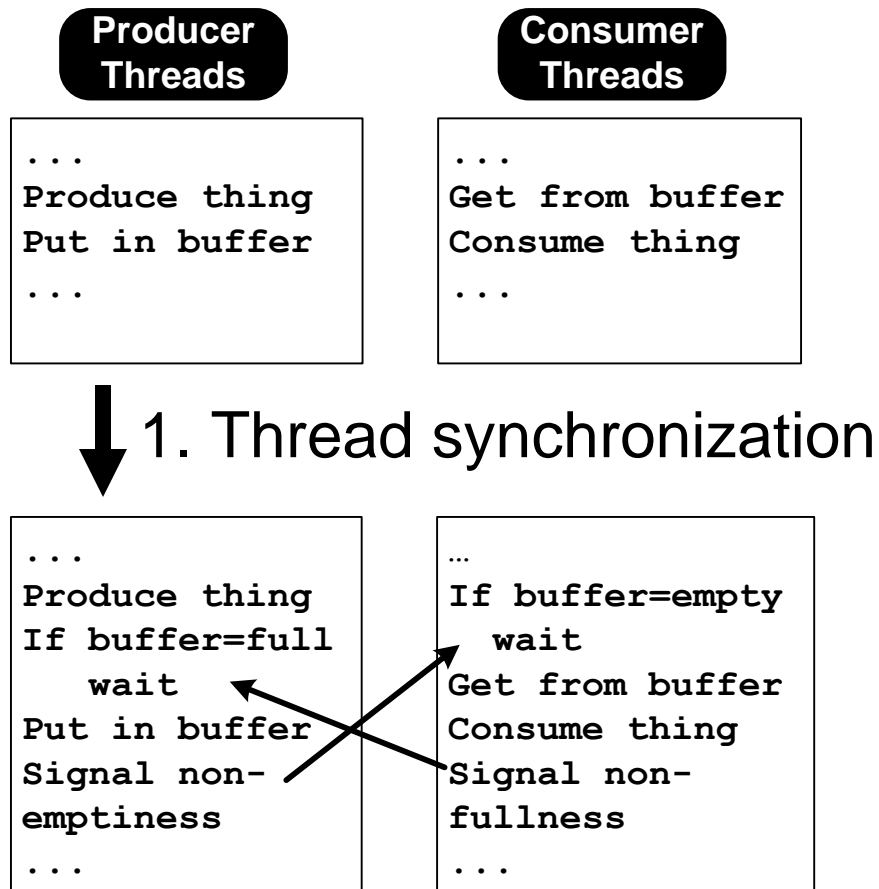 Producer
Threads
Consumer
Threads
...
Produce thing
Put in buffer
...
...
Get from buffer
Consume thing
...
1. Thread synchronization
...
Produce thing
If buffer=full
wait
Put in buffer
Signal non-
emptiness
...
…
If buffer=empty
wait
Get from buffer
Consume thing
Signal non-
fullness
...